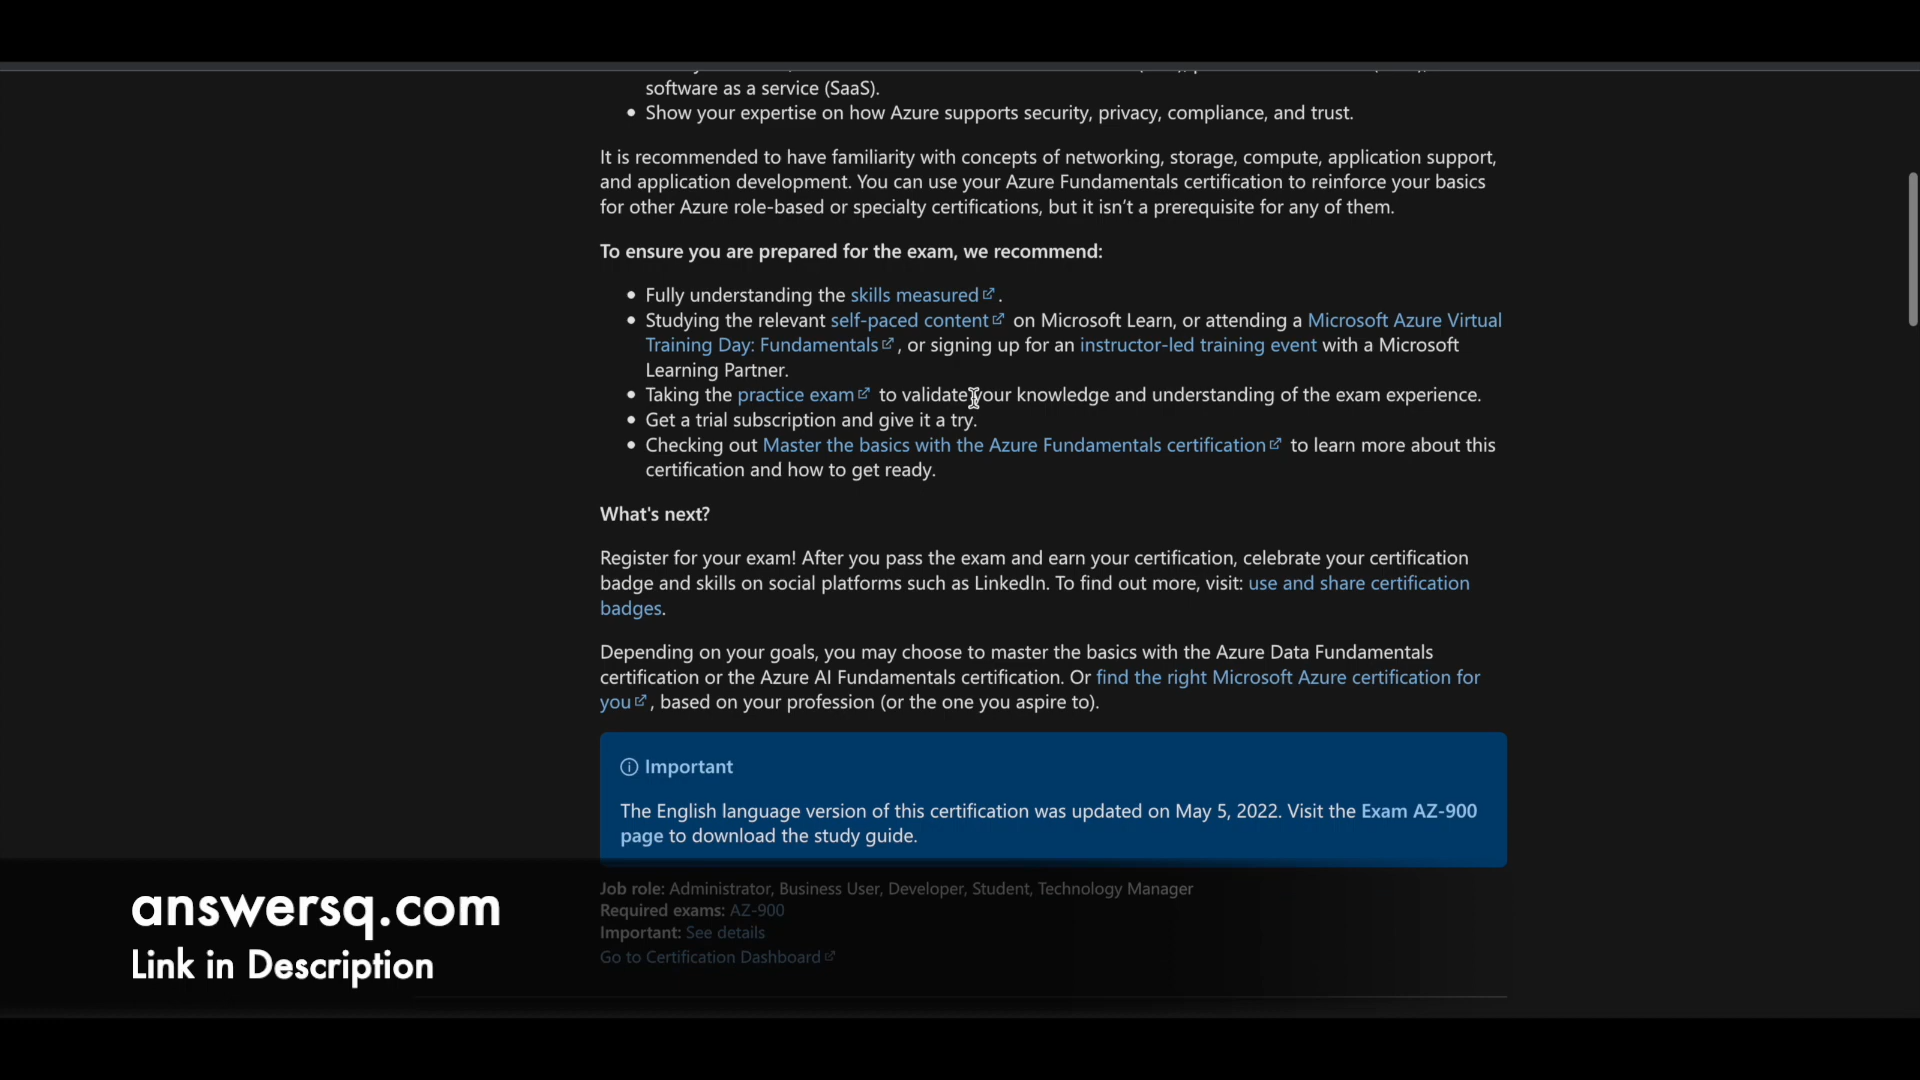 software as a service (SaaS).
• Show your expertise on how Azure supports security, privacy, compliance, and trust.
It is recommended to have familiarity with concepts of networking, storage, compute, application support,
and application development. You can use your Azure Fundamentals certification to reinforce your basics
for other Azure role-based or specialty certifications, but it isn’t a prerequisite for any of them.
To ensure you are prepared for the exam, we recommend:
• Fully understanding the skills measured .
• Studying the relevant self-paced content on Microsoft Learn, or attending a Microsoft Azure Virtual
Training Day: Fundamentals , or signing up for an instructor-led training event with a Microsoft
Learning Partner.
• Taking the practice exam to validate your knowledge and understanding of the exam experience.
• Get a trial subscription and give it a try.
• Checking out Master the basics with the Azure Fundamentals certification to learn more about this
certification and how to get ready.
What's next?
Register for your exam! After you pass the exam and earn your certification, celebrate your certification
badge and skills on social platforms such as LinkedIn. To find out more, visit: use and share certification
badges.
Depending on your goals, you may choose to master the basics with the Azure Data Fundamentals
certification or the Azure AI Fundamentals certification. Or find the right Microsoft Azure certification for
you , based on your profession (or the one you aspire to).
Important
The English language version of this certification was updated on May 5, 2022. Visit the Exam AZ-900
page to download the study guide.
Job role: Administrator, Business User, Developer, Student, Technology Manager
Required exams: AZ-900
Important: See details
Go to Certification Dashboard
answersq.com
Link in Description